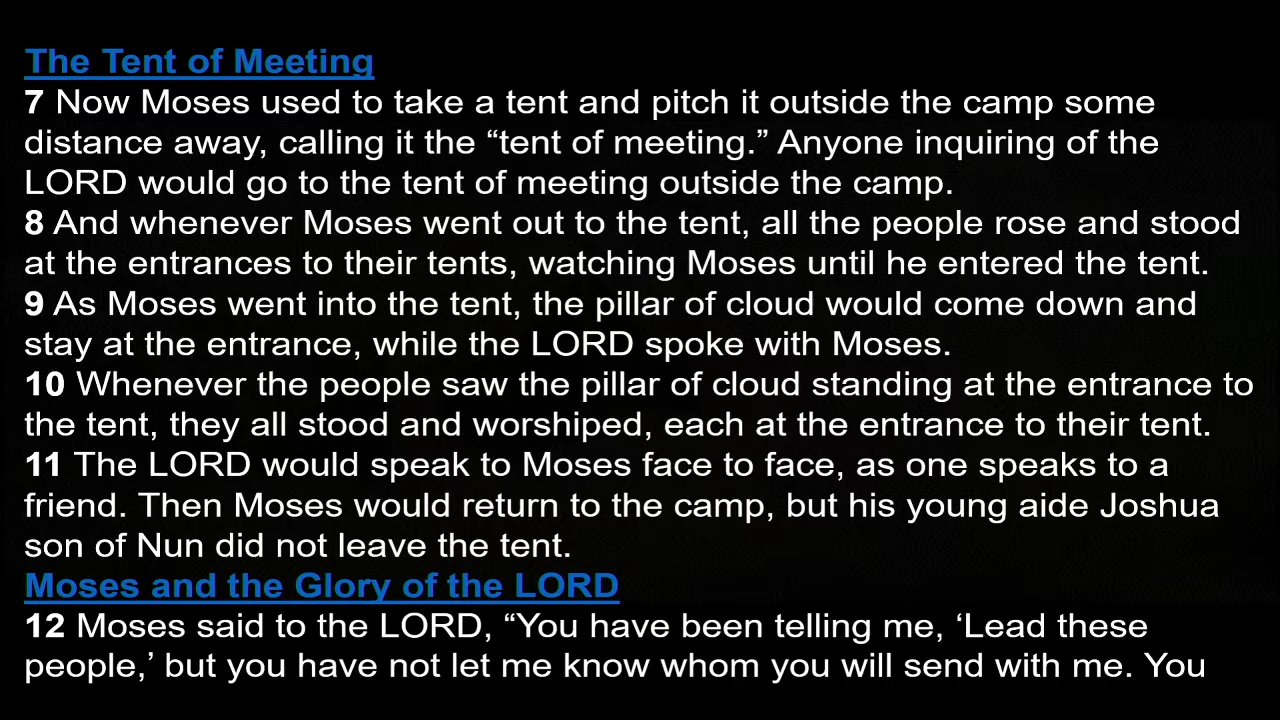 The Tent of Meeting
7 Now Moses used to take a tent and pitch it outside the camp some
distance away, calling it the “tent of meeting.” Anyone inquiring of the
LORD would go to the tent of meeting outside the camp.
8 And whenever Moses went out to the tent, all the people rose and stood
at the entrances to their tents, watching Moses until he entered the tent.
9 As Moses went into the tent, the pillar of cloud would come down and
stay at the entrance, while the LORD spoke with Moses.
10 Whenever the people saw the pillar of cloud standing at the entrance to
the tent, they all stood and worshiped, each at the entrance to their tent.
11 The LORD would speak to Moses face to face, as one speaks to a
friend. Then Moses would return to the camp, but his young aide Joshua
son of Nun did not leave the tent.
Moses and the Glory of the LORD
12 Moses said to the LORD, “You have been telling me, ‘Lead these
people,’ but you have not let me know whom you will send with me. You